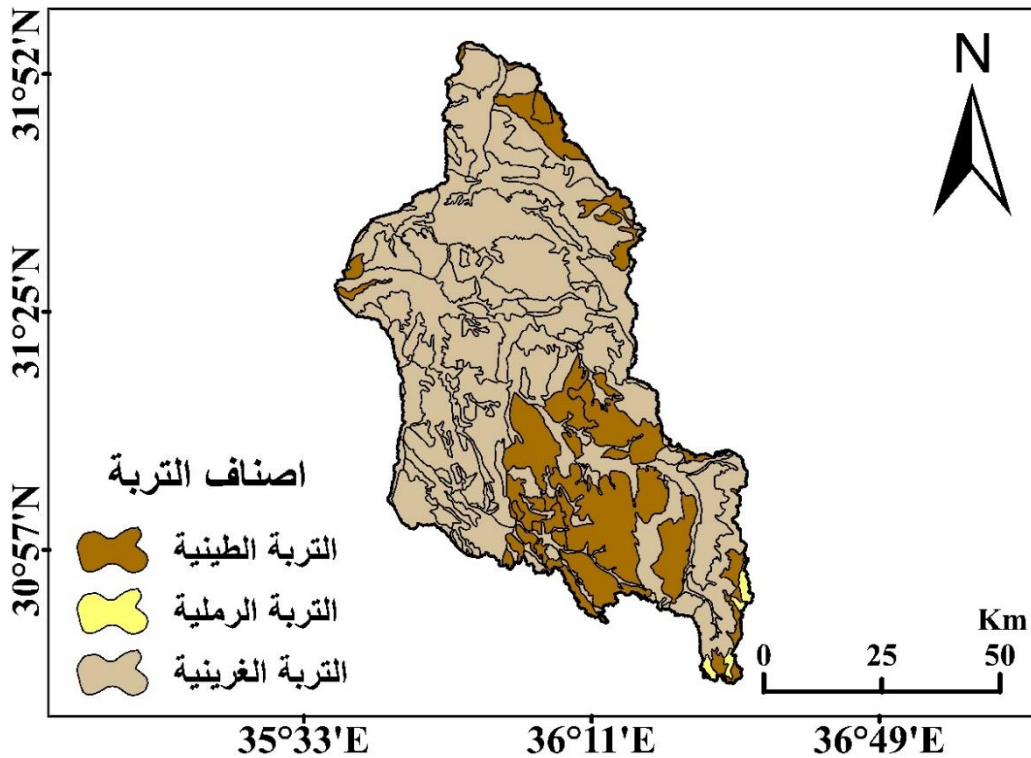 N
31°52'N
31°25'N
30°57'N
اصناف التربة
التربة الطينية
التربة الرملية
التربة الغرينية
Km
0 25 50
35°33'E 36°11'E 36°49'E